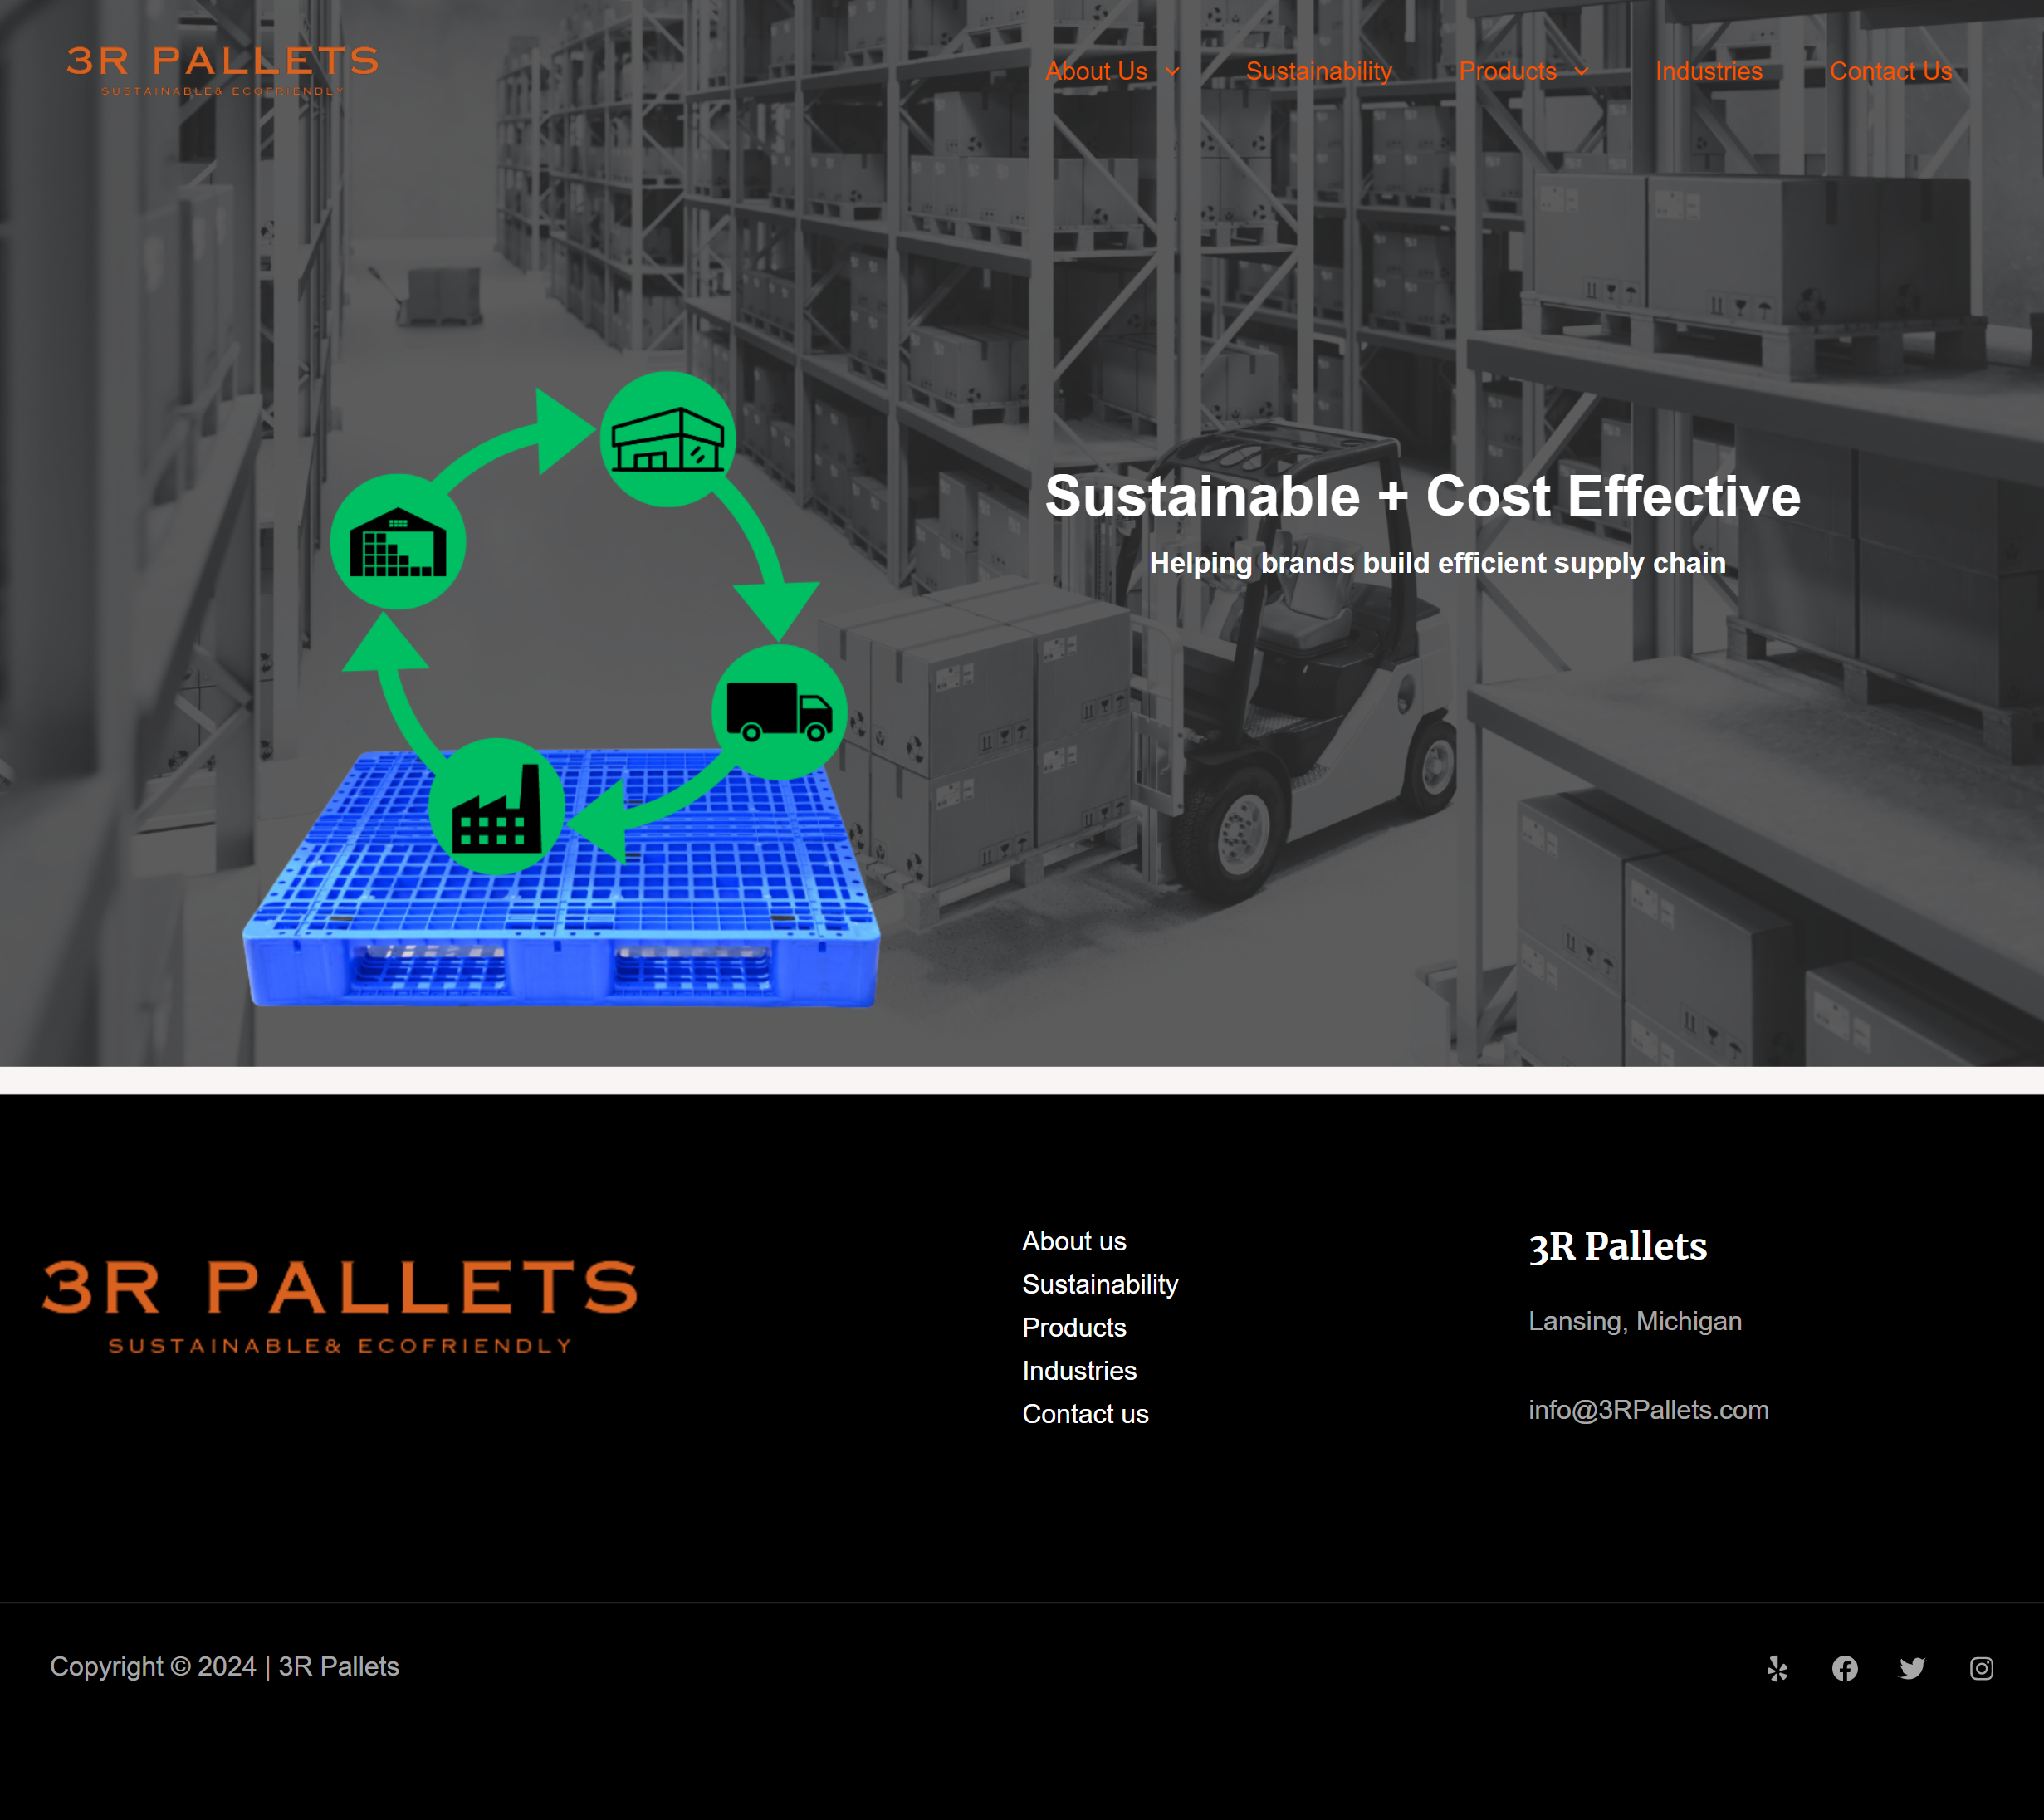 3R PALLETS
SUSTAINABLE& ECOFRIENDLY
About Us
Sustainability
Products
Industries
Contact Us
Sustainable + Cost Effective
Helping brands build efficient supply chain
3R PALLETS
SUSTAINABLE& ECOFRIENDLY
About us
Sustainability
Products
Industries
Contact us
3R Pallets
Lansing, Michigan
info@3RPallets.com
Copyright © 2024 | 3R Pallets